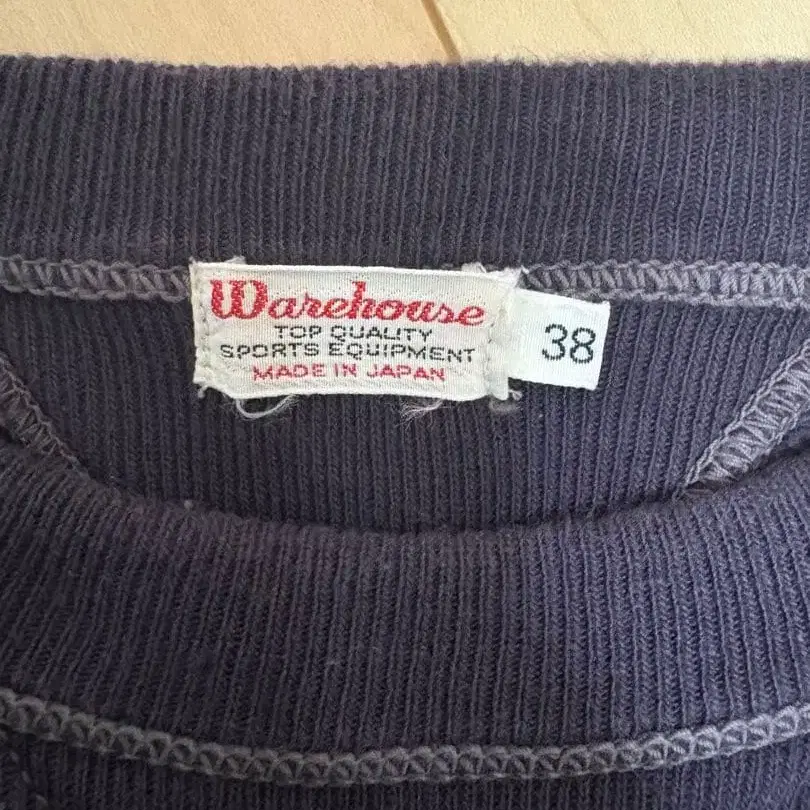 Warehouse
TOP QUALITY
SPORTS EQUIPMENT
MADE IN JAPAN
38